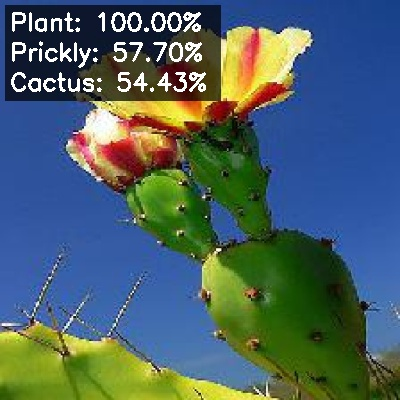 Plant: 100.00%
Prickly: 57.70%
Cactus: 54.43%